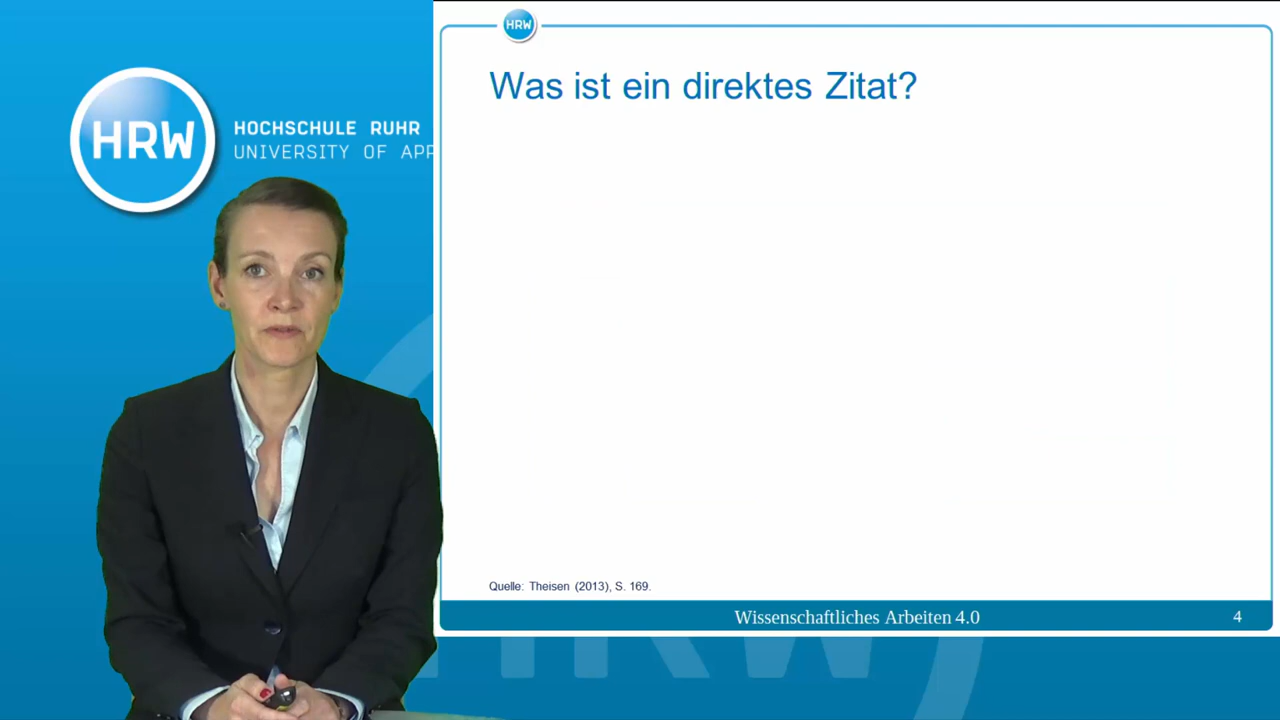 HRW
HOCHSCHULE RUHR
UNIVERSITY OF APP
HRW
Was ist ein direktes Zitat?
Quelle: Theisen (2013), S. 169.
Wissenschaftliches Arbeiten 4.0
4
HRW